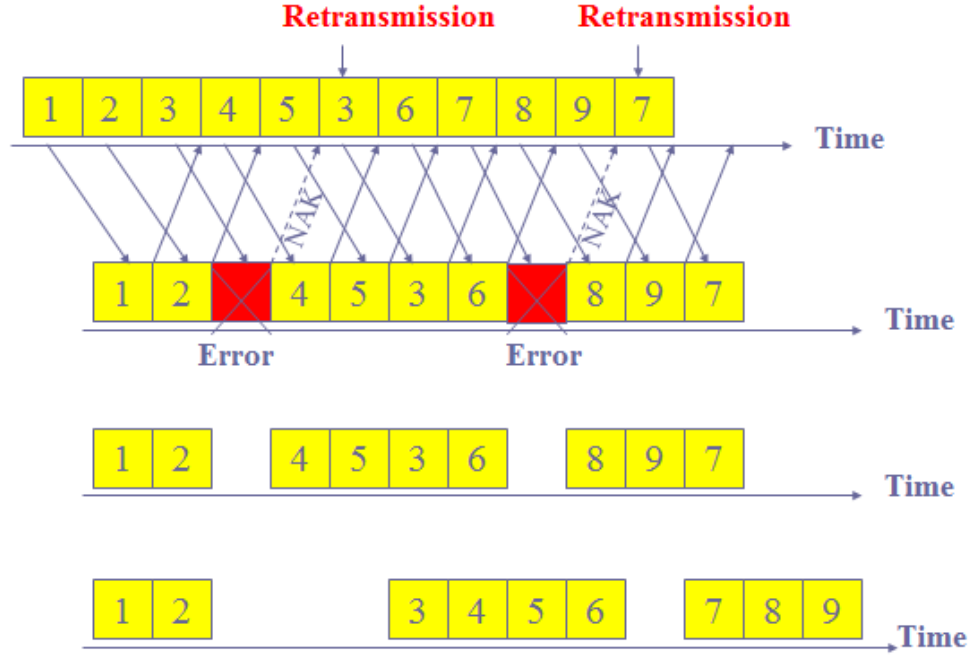 Retransmission Retransmission
1 2 3 4 5 3 6 7 8 9 7
Time
NAK NAK
1 2 4 5 3 6 8 9 7
Time
Error Error
1 2 4 5 3 6 8 9 7
Time
1 2 3 4 5 6 7 8 9
Time